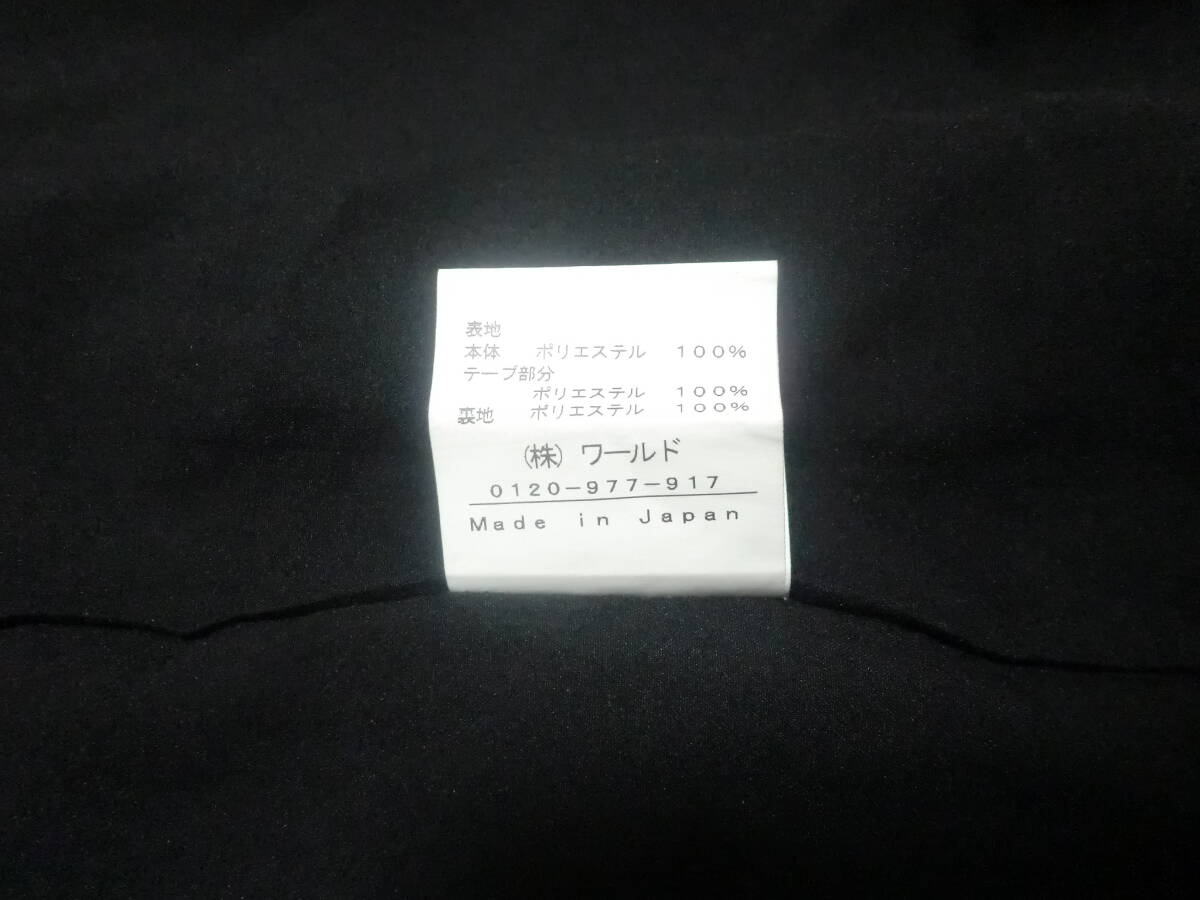 表地
本体 ポリエステル 100%
テープ部分
ポリエステル 100%
裏地 ポリエステル 100%
(株) ワールド
0120-977-917
Made in Japan